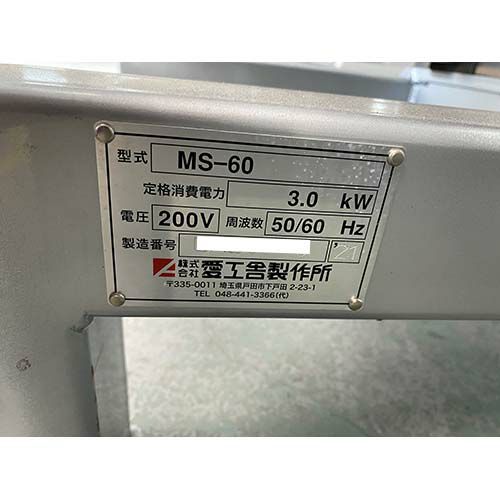 型式 MS-60
定格消費電力 3.0 kW
電圧 200V 周波数 50/60 Hz
製造番号 '21
株式会社 愛工舎製作所
〒335-0011 埼玉県戸田市下戸田 2-23-1
TEL 048-441-3366(代)